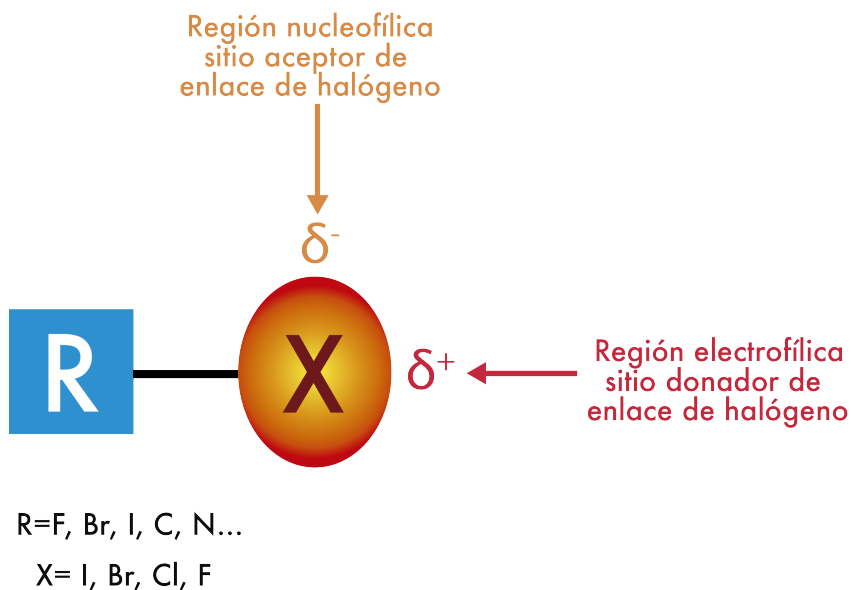 Región nucleofílica
sitio aceptor de
enlace de halógeno
δ-
R
X
δ+
Región electrofílica
sitio donador de
enlace de halógeno
R=F, Br, I, C, N...
X= I, Br, Cl, F